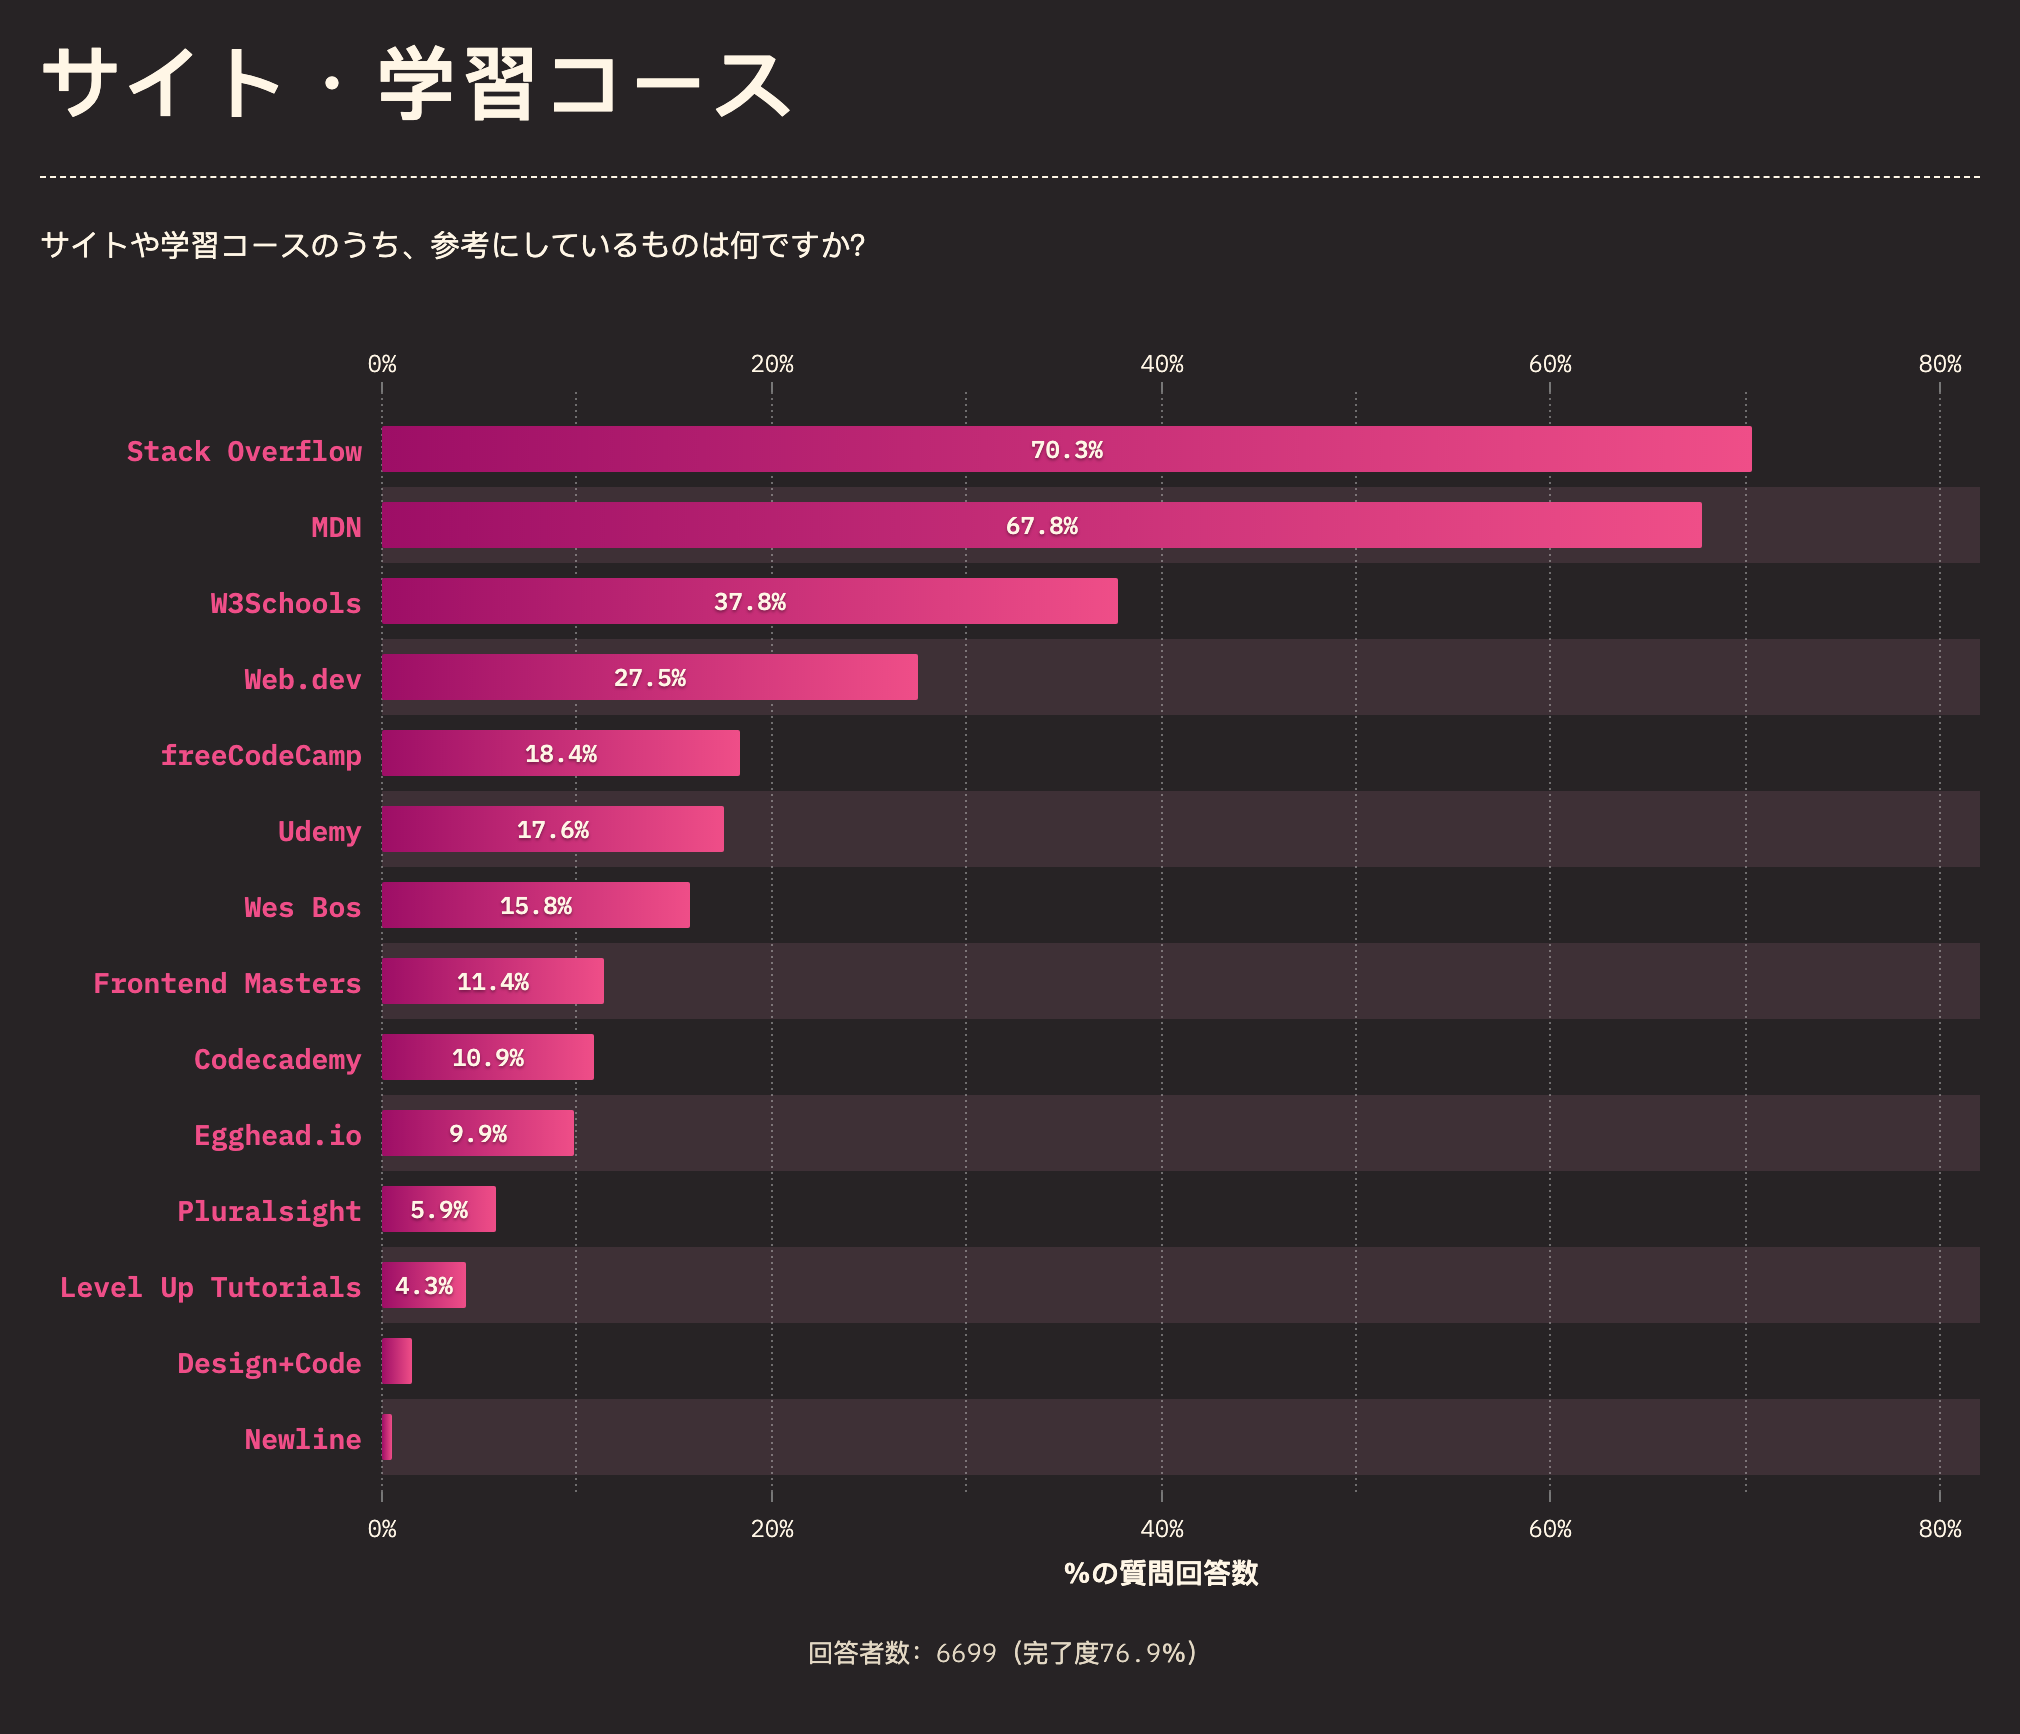 サイト・学習コース
サイトや学習コースのうち、参考にしているものは何ですか?
0% 20% 40% 60% 80%
Stack Overflow 70.3%
MDN 67.8%
W3Schools 37.8%
Web.dev 27.5%
freeCodeCamp 18.4%
Udemy 17.6%
Wes Bos 15.8%
Frontend Masters 11.4%
Codecademy 10.9%
Egghead.io 9.9%
Pluralsight 5.9%
Level Up Tutorials 4.3%
Design+Code
Newline
0% 20% 40% 60% 80%
%の質問回答数
回答者数: 6699 (完了度76.9%)